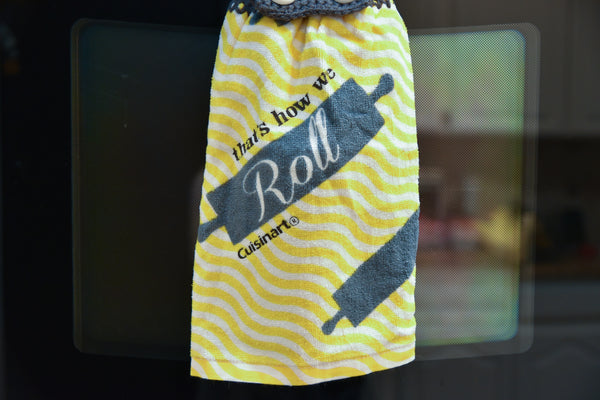 that's how we
Roll
Cuisinart®